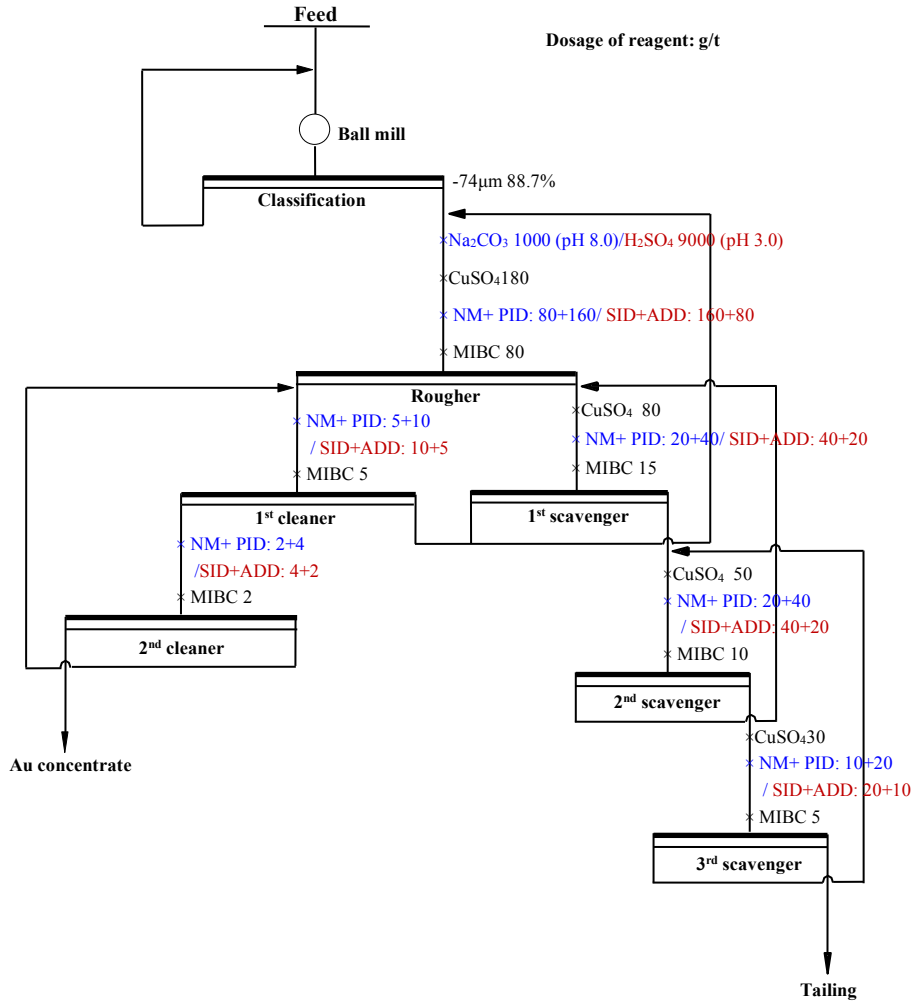 Feed
Dosage of reagent: g/t
Ball mill
-74μm 88.7%
Classification
Na₂CO₃ 1000 (pH 8.0)/H₂SO₄ 9000 (pH 3.0)
CuSO₄180
NM+ PID: 80+160/ SID+ADD: 160+80
MIBC 80
Rougher
NM+ PID: 5+10
/ SID+ADD: 10+5
MIBC 5
CuSO₄ 80
NM+ PID: 20+40/ SID+ADD: 40+20
MIBC 15
1ˢᵗ cleaner
1ˢᵗ scavenger
NM+ PID: 2+4
/SID+ADD: 4+2
MIBC 2
CuSO₄ 50
NM+ PID: 20+40
/ SID+ADD: 40+20
MIBC 10
2ⁿᵈ cleaner
2ⁿᵈ scavenger
Au concentrate
CuSO₄30
NM+ PID: 10+20
/ SID+ADD: 20+10
MIBC 5
3ʳᵈ scavenger
Tailing